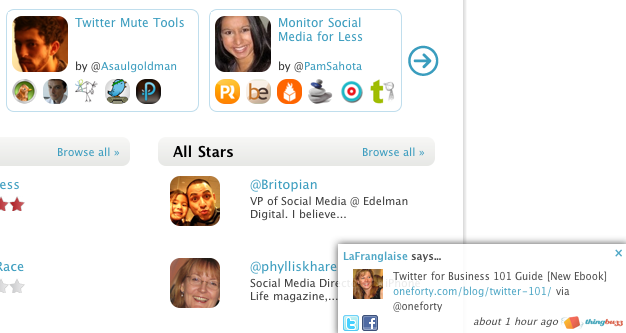 Twitter Mute Tools
by @Asaulgoldman
Monitor Social
Media for Less
by @PamSahota
Browse all »
ess
Race
All Stars
Browse all »
@Britopian
VP of Social Media @ Edelman
Digital. I believe...
@phylliskhare
Social Media Direct
Life magazine,...
LaFranglaise says...
×
Twitter for Business 101 Guide [New Ebook]
oneforty.com/blog/twitter-101/ via
@oneforty
about 1 hour ago
thingbuzz